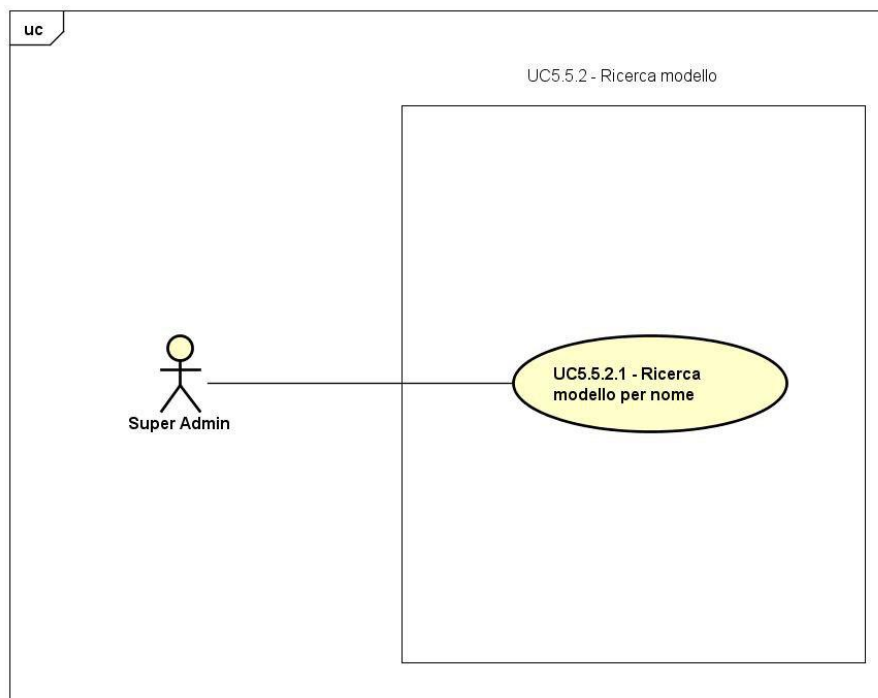 uc
UC5.5.2 - Ricerca modello
UC5.5.2.1 - Ricerca
modello per nome
Super Admin